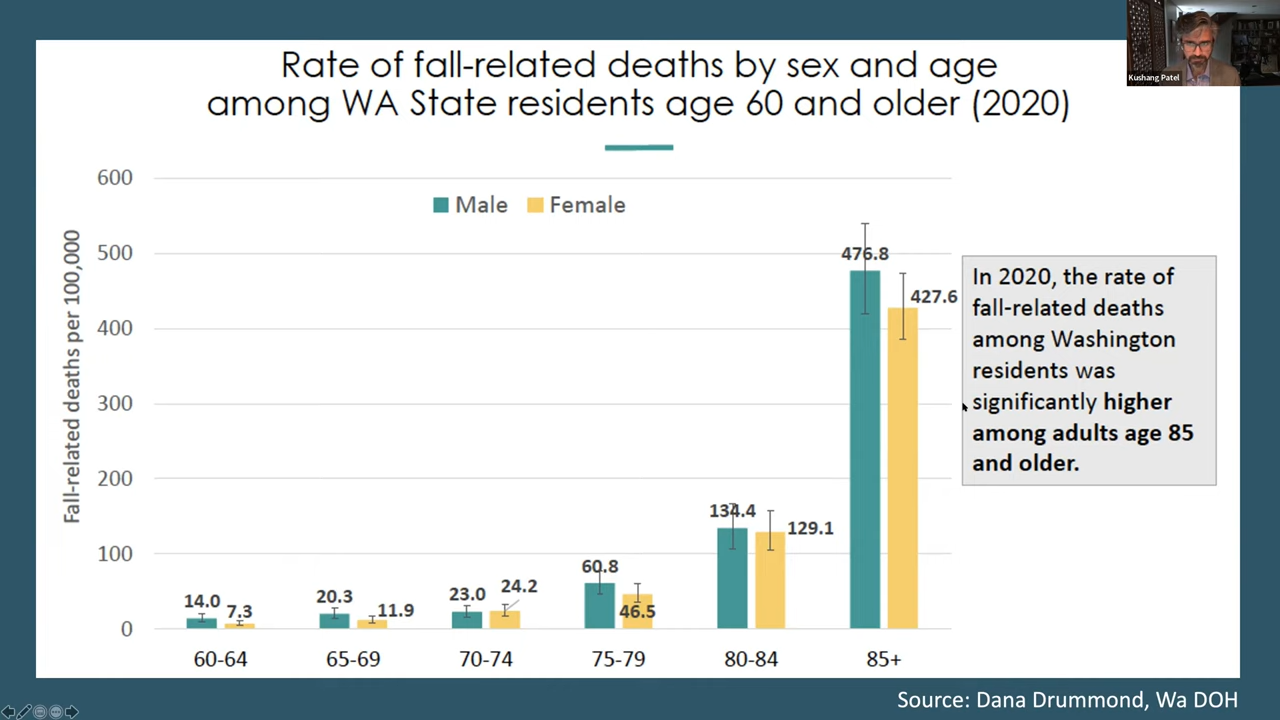 Kushang Patel
Rate of fall-related deaths by sex and age
among WA State residents age 60 and older (2020)
Male Female
Fall-related deaths per 100,000
600
500
400
300
200
100
0
14.0
7.3
20.3
11.9
23.0
24.2
60.8
46.5
134.4
129.1
476.8
427.6
60-64 65-69 70-74 75-79 80-84 85+
In 2020, the rate of
fall-related deaths
among Washington
residents was
significantly higher
among adults age 85
and older.
Source: Dana Drummond, Wa DOH